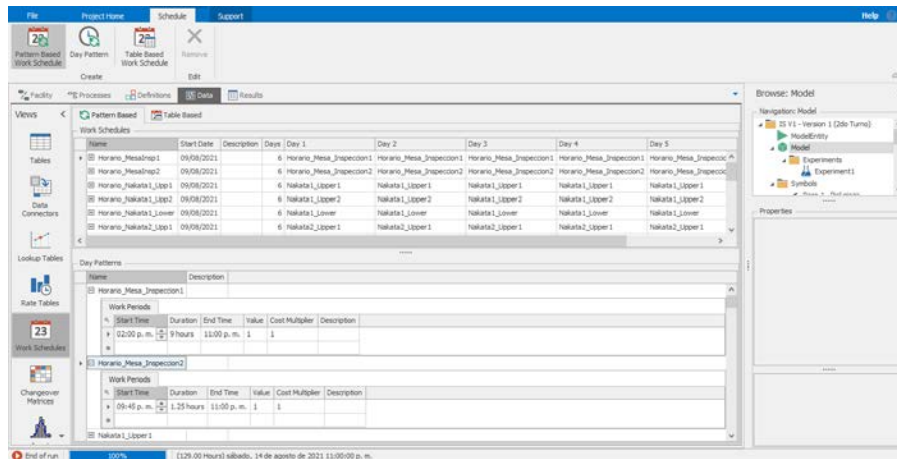 File Project Home Schedule Support Help
Pattern Based Work Schedule
Day Pattern
Table Based Work Schedule
Remove
Create Edit
Facility Processes Definitions Data Results
Browse: Model
Views < Pattern Based Table Based
Navigation: Model
Work Schedules
IS V1 - Version 1 (2do Turno)
Name Start Date Description Days Day 1 Day 2 Day 3 Day 4 Day 5
ModelEntity
Horario_MesaInsp1 09/08/2021 6 Horario_Mesa_Inspeccion1 Horario_Mesa_Inspeccion1 Horario_Mesa_Inspeccion1 Horario_Mesa_Inspeccion1 Horario_Mesa_Inspecci
Model
Horario_MesaInsp2 09/08/2021 6 Horario_Mesa_Inspeccion2 Horario_Mesa_Inspeccion2 Horario_Mesa_Inspeccion2 Horario_Mesa_Inspeccion2 Horario_Mesa_Inspecci
Experiments
Horario_Nakata1_Upp1 09/08/2021 6 Nakata1_Upper1 Nakata1_Upper1 Nakata1_Upper1 Nakata1_Upper1 Nakata1_Upper1
Experiment1
Horario_Nakata1_Upp2 09/08/2021 6 Nakata1_Upper2 Nakata1_Upper2 Nakata1_Upper2 Nakata1_Upper2 Nakata1_Upper2
Symbols
Horario_Nakata1_Lower 09/08/2021 6 Nakata1_Lower Nakata1_Lower Nakata1_Lower Nakata1_Lower Nakata1_Lower
Horario_Nakata2_Upp1 09/08/2021 6 Nakata2_Upper1 Nakata2_Upper1 Nakata2_Upper1 Nakata2_Upper1 Nakata2_Upper1
Properties
Tables
Data Connectors
Lookup Tables
Rate Tables
23
Work Schedules
Changeover Matrices
Day Patterns
Name Description
Horario_Mesa_Inspeccion1
Work Periods
Start Time Duration End Time Value Cost Multiplier Description
02:00 p. m. 9 hours 11:00 p. m. 1 1
Horario_Mesa_Inspeccion2
Work Periods
Start Time Duration End Time Value Cost Multiplier Description
09:45 p. m. 1.25 hours 11:00 p. m. 1 1
Nakata1_Upper1
End of run 100% (129.00 Hours) sábado, 14 de agosto de 2021 11:00:00 p. m.